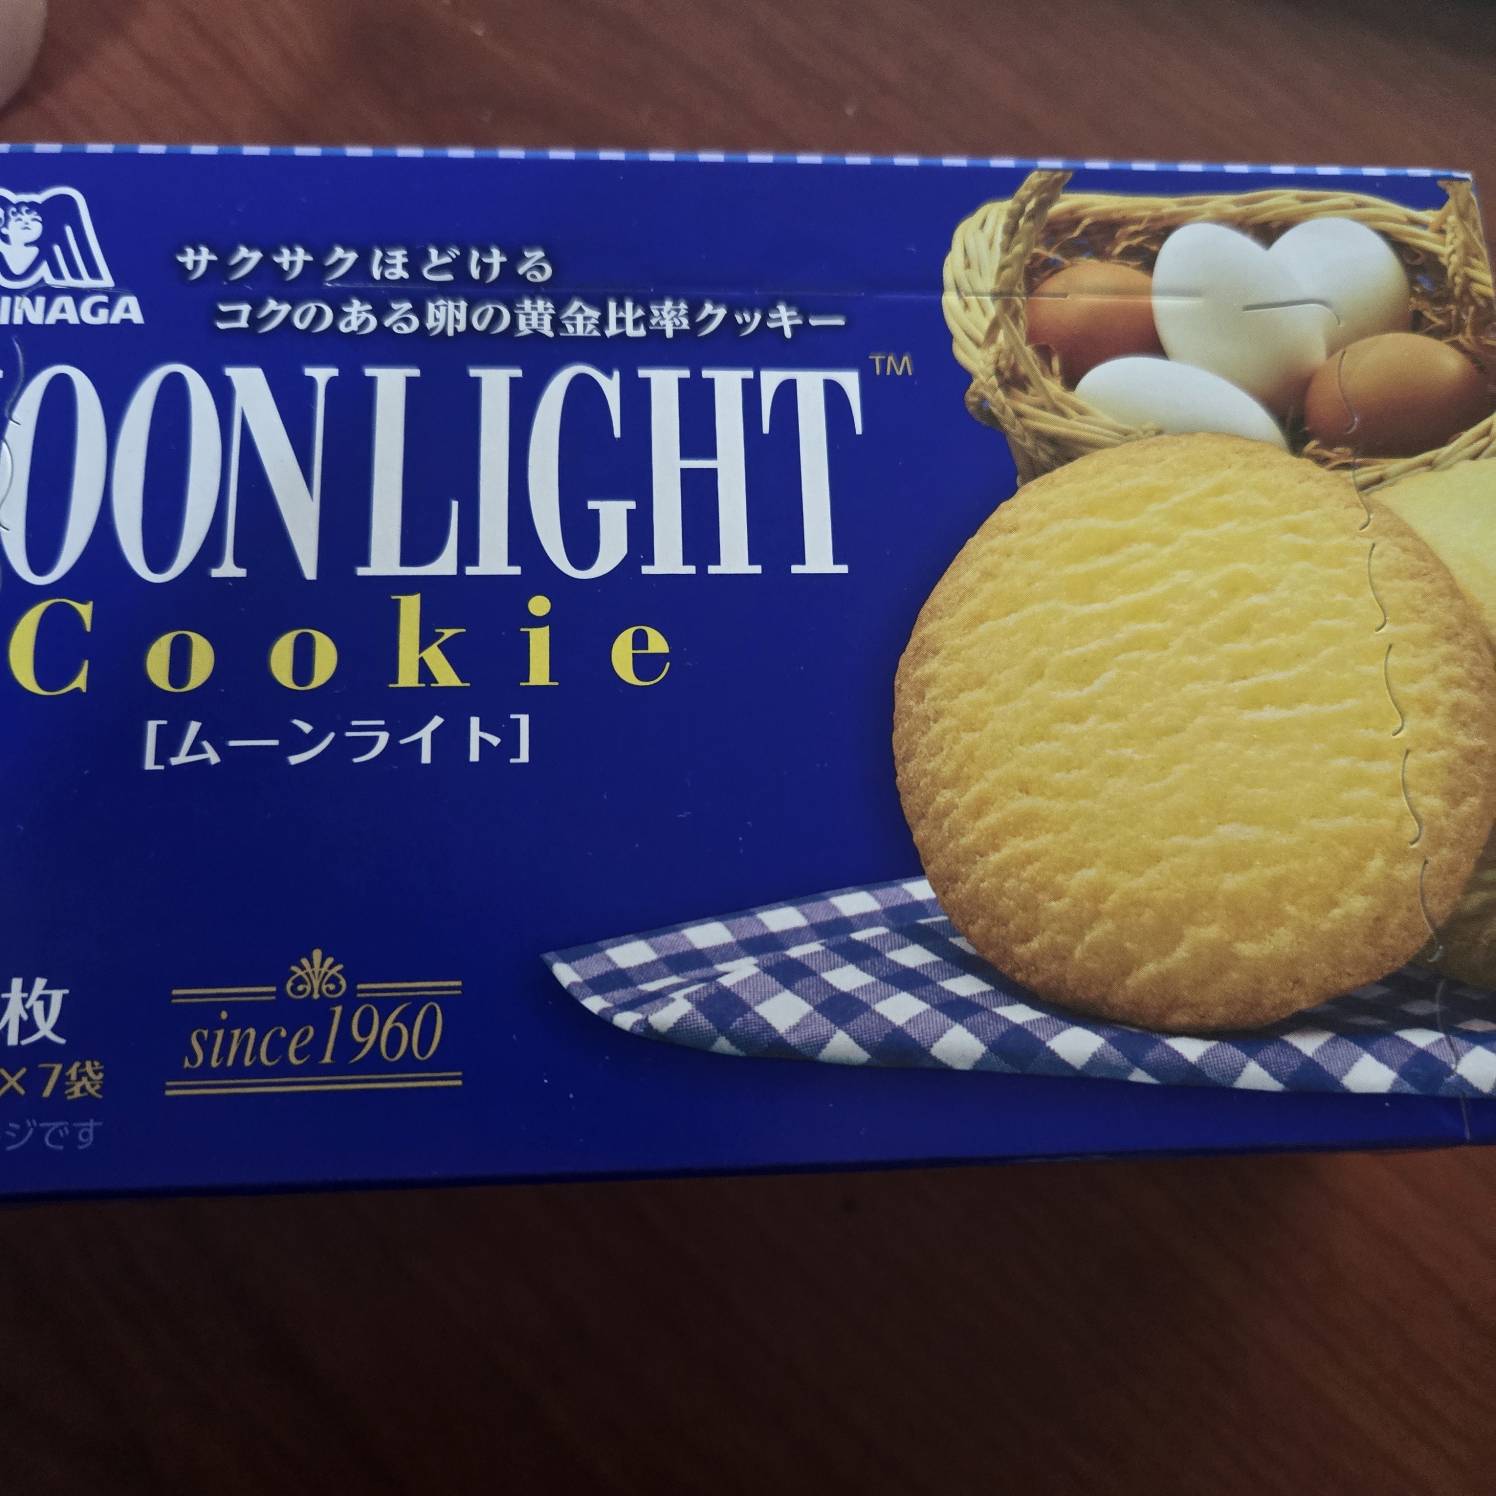 サクサクほどける
コクのある卵の黄金比率クッキー
OONLIGHT™
Cookie
[ムーンライト]
枚
×7袋
ジです
since1960
INAGA